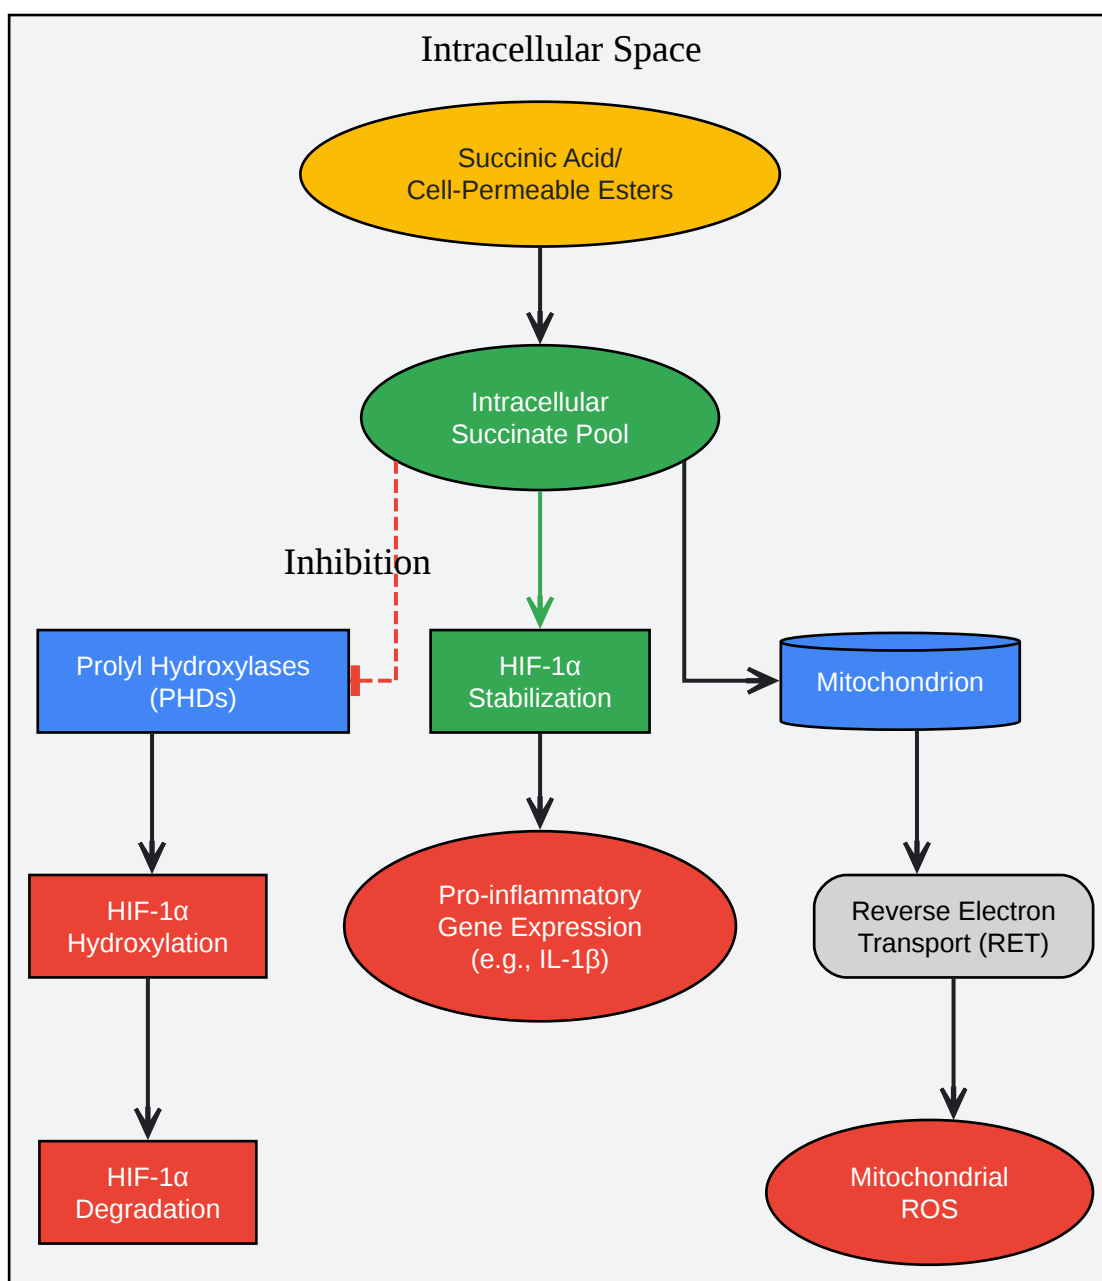 Intracellular Space
Succinic Acid/
Cell-Permeable Esters
Intracellular
Succinate Pool
Inhibition
Prolyl Hydroxylases
(PHDs)
HIF-1α
Stabilization
Mitochondrion
HIF-1α
Hydroxylation
Pro-inflammatory
Gene Expression
(e.g., IL-1β)
Reverse Electron
Transport (RET)
HIF-1α
Degradation
Mitochondrial
ROS